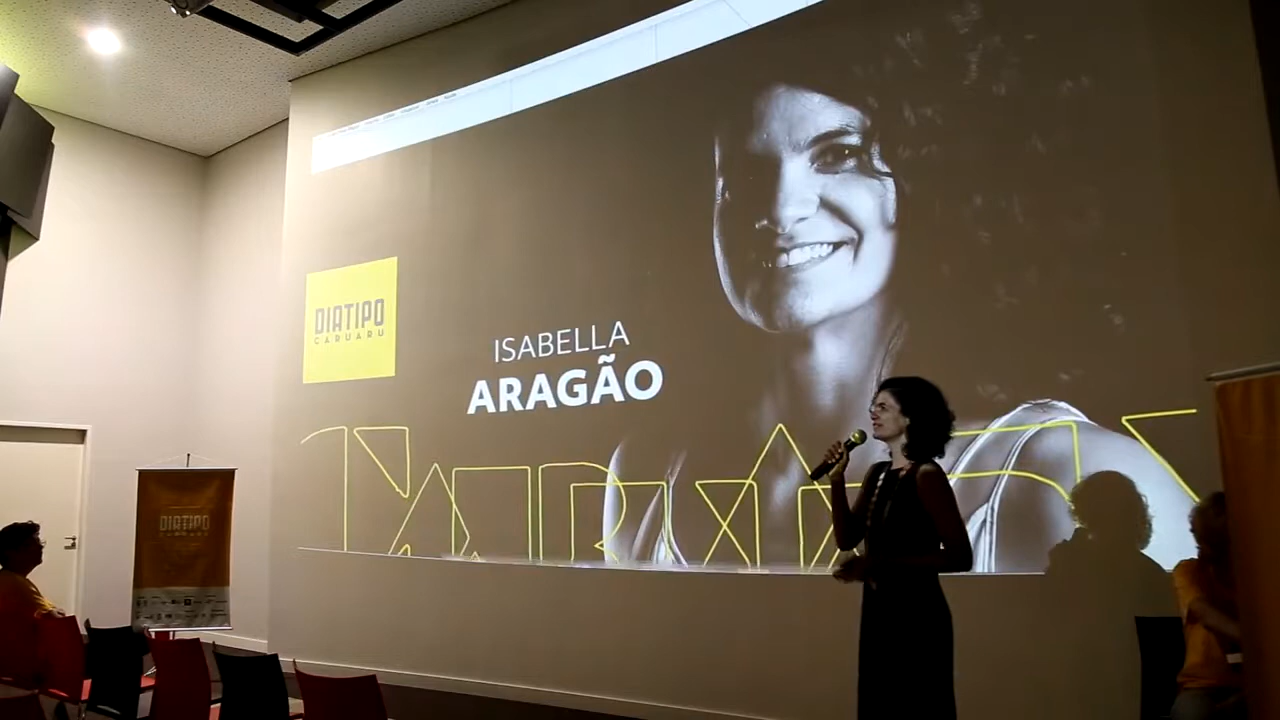 DIATIPO
CARUARU
ISABELLA
ARAGÃO
DIATIPO
CARUARU